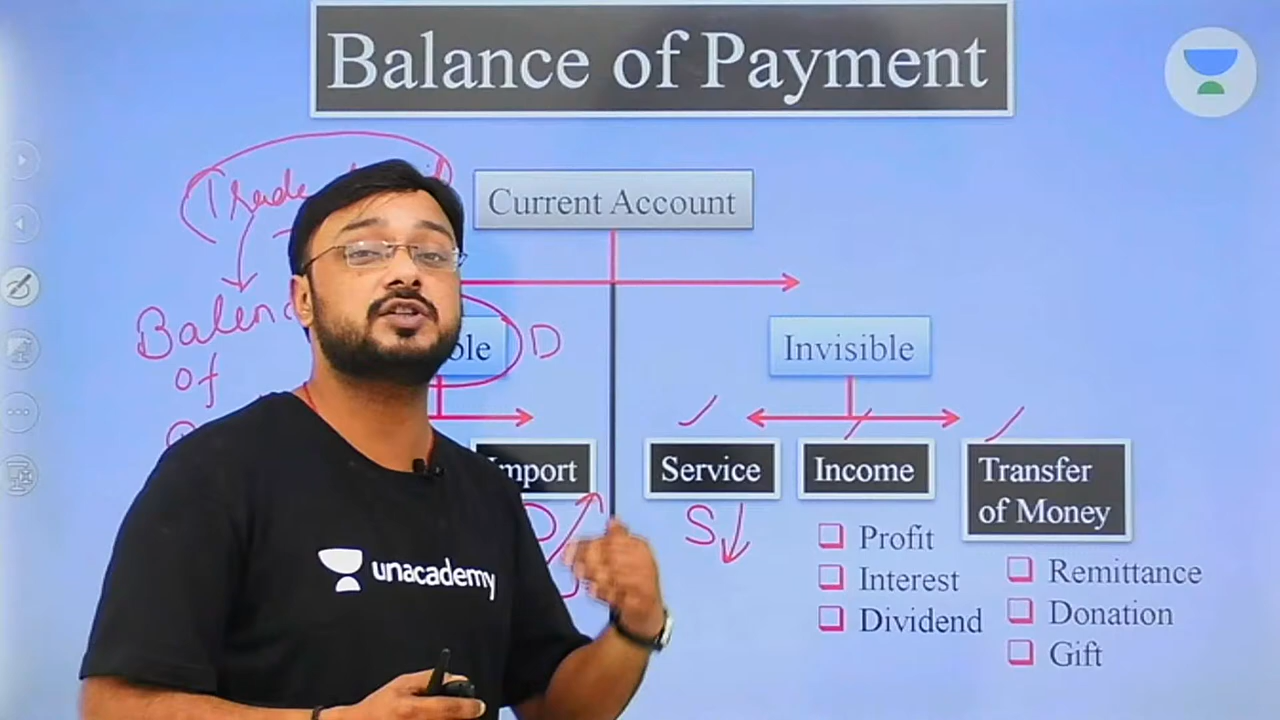 Balance of Payment
Trade
Current Account
of
D
Invisible
Import
Service
Income
Transfer
of Money
S
Profit
Interest
Dividend
Remittance
Donation
Gift
unacademy